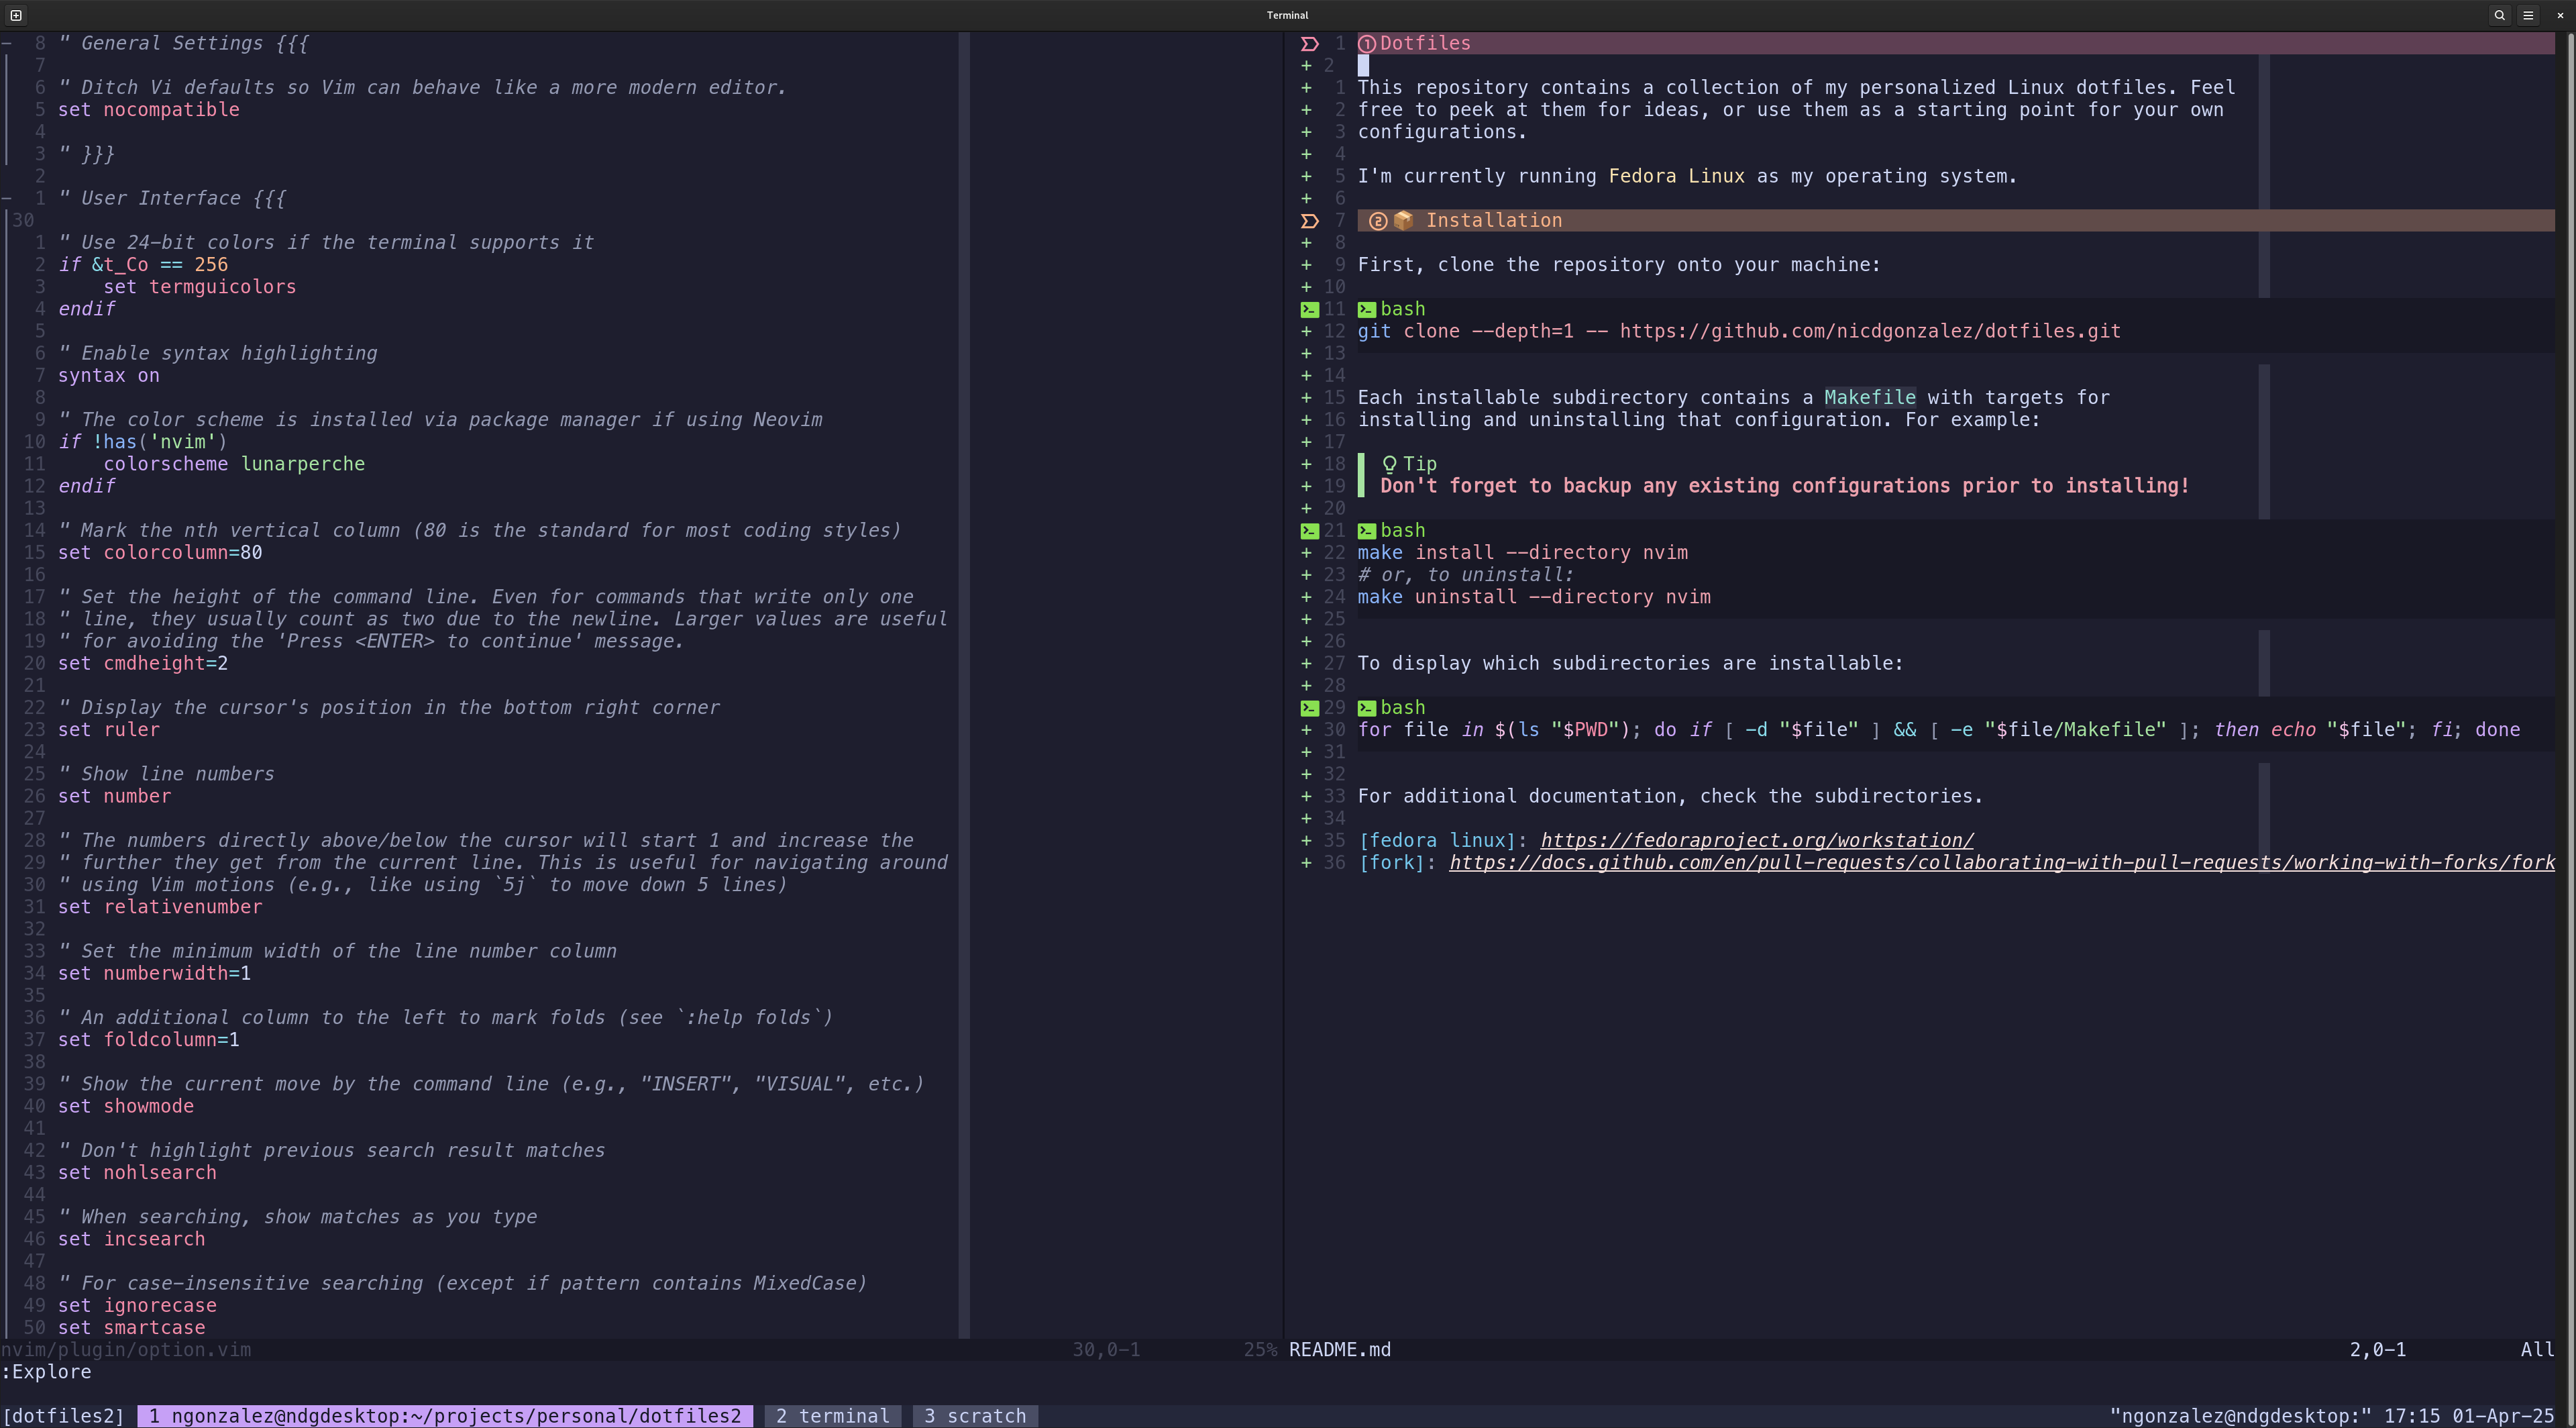 Terminal
8 " General Settings {{{
7
6 " Ditch Vi defaults so Vim can behave like a more modern editor.
5 set nocompatible
4
3 " }}}
2
1 " User Interface {{{
30
1 " Use 24-bit colors if the terminal supports it
2 if &t_Co == 256
3 set termguicolors
4 endif
5
6 " Enable syntax highlighting
7 syntax on
8
9 " The color scheme is installed via package manager if using Neovim
10 if !has('nvim')
11 colorscheme lunarperche
12 endif
13
14 " Mark the nth vertical column (80 is the standard for most coding styles)
15 set colorcolumn=80
16
17 " Set the height of the command line. Even for commands that write only one
18 " line, they usually count as two due to the newline. Larger values are useful
19 " for avoiding the 'Press <ENTER> to continue' message.
20 set cmdheight=2
21
22 " Display the cursor's position in the bottom right corner
23 set ruler
24
25 " Show line numbers
26 set number
27
28 " The numbers directly above/below the cursor will start 1 and increase the
29 " further they get from the current line. This is useful for navigating around
30 " using Vim motions (e.g., like using `5j` to move down 5 lines)
31 set relativenumber
32
33 " Set the minimum width of the line number column
34 set numberwidth=1
35
36 " An additional column to the left to mark folds (see `:help folds`)
37 set foldcolumn=1
38
39 " Show the current move by the command line (e.g., "INSERT", "VISUAL", etc.)
40 set showmode
41
42 " Don't highlight previous search result matches
43 set nohlsearch
44
45 " When searching, show matches as you type
46 set incsearch
47
48 " For case-insensitive searching (except if pattern contains MixedCase)
49 set ignorecase
50 set smartcase
nvim/plugin/option.vim 30,0-1 25%
1 ① Dotfiles
+ 2
+ 1 This repository contains a collection of my personalized Linux dotfiles. Feel
+ 2 free to peek at them for ideas, or use them as a starting point for your own
+ 3 configurations.
+ 4
+ 5 I'm currently running Fedora Linux as my operating system.
+ 6
7 ② 📦 Installation
+ 8
+ 9 First, clone the repository onto your machine:
+ 10
11 bash
+ 12 git clone --depth=1 -- https://github.com/nicdgonzalez/dotfiles.git
+ 13
+ 14
+ 15 Each installable subdirectory contains a Makefile with targets for
+ 16 installing and uninstalling that configuration. For example:
+ 17
+ 18 Tip
+ 19 Don't forget to backup any existing configurations prior to installing!
+ 20
21 bash
+ 22 make install --directory nvim
+ 23 # or, to uninstall:
+ 24 make uninstall --directory nvim
+ 25
+ 26
+ 27 To display which subdirectories are installable:
+ 28
29 bash
+ 30 for file in $(ls "$PWD"); do if [ -d "$file" ] && [ -e "$file/Makefile" ]; then echo "$file"; fi; done
+ 31
+ 32
+ 33 For additional documentation, check the subdirectories.
+ 34
+ 35 [fedora linux]: https://fedoraproject.org/workstation/
+ 36 [fork]: https://docs.github.com/en/pull-requests/collaborating-with-pull-requests/working-with-forks/fork
README.md 2,0-1 All
:Explore
[dotfiles2] 1 ngonzalez@ndgdesktop:~/projects/personal/dotfiles2 2 terminal 3 scratch "ngonzalez@ndgdesktop:" 17:15 01-Apr-25